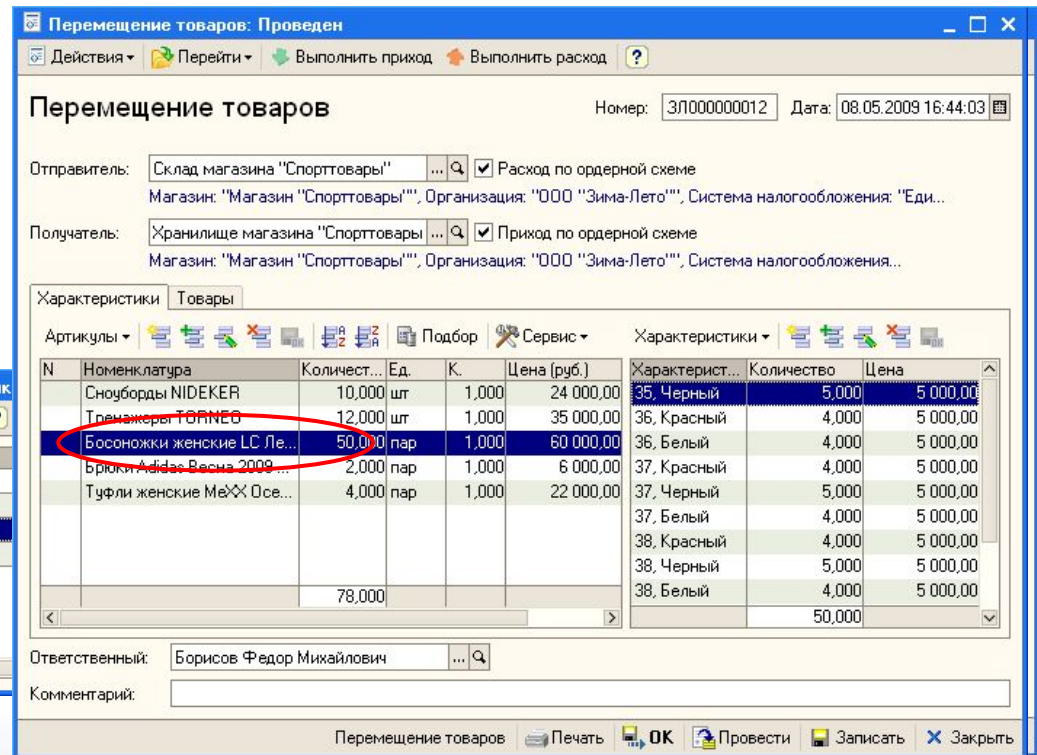 Перемещение товаров: Проведен
Действия Перейти Выполнить приход Выполнить расход ?
Перемещение товаров Номер: ЗЛ000000012 Дата: 08.05.2009 16:44:03
Отправитель: Склад магазина "Спорттовары" ... Расход по ордерной схеме
Магазин: "Магазин "Спорттовары"", Организация: "ООО "Зима-Лето"", Система налогообложения: "Еди...
Получатель: Хранилище магазина "Спорттовары ... Приход по ордерной схеме
Магазин: "Магазин "Спорттовары"", Организация: "ООО "Зима-Лето"", Система налогообложения...
Характеристики Товары
Артикулы Подбор Сервис Характеристики
N Номенклатура Количест... Ед. К. Цена (руб.) Характерист... Количество Цена
Сноуборды NIDEKER 10,000 шт 1,000 24 000,00 35, Черный 5,000 5 000,00
Тренажеры TORNEO 12,000 шт 1,000 35 000,00 36, Красный 4,000 5 000,00
Босоножки женские LC Ле... 50,000 пар 1,000 60 000,00 36, Белый 4,000 5 000,00
Брюки Adidas Весна 2009 ... 2,000 пар 1,000 6 000,00 37, Красный 4,000 5 000,00
Туфли женские MeXX Осе... 4,000 пар 1,000 22 000,00 37, Черный 5,000 5 000,00
37, Белый 4,000 5 000,00
38, Красный 4,000 5 000,00
38, Черный 5,000 5 000,00
38, Белый 4,000 5 000,00
78,000 50,000
Ответственный: Борисов Федор Михайлович ...
Комментарий:
Перемещение товаров Печать OK Провести Записать Закрыть